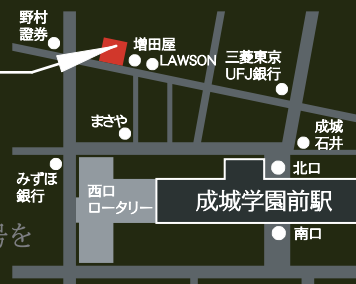 野村
證券
増田屋
LAWSON
三菱東京
UFJ銀行
まさや
成城
石井
みずほ
銀行
西口
ロータリー
北口
成城学園前駅
南口
号を